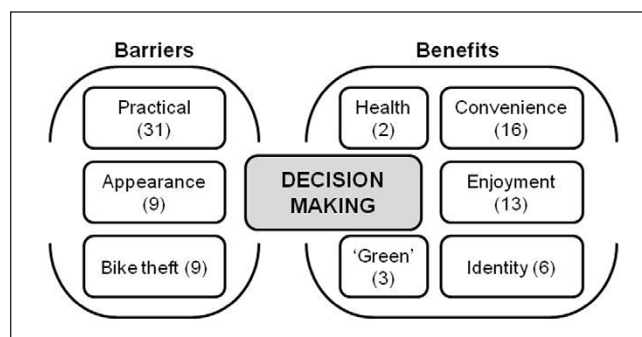 Barriers
Benefits
Practical
(31)
Appearance
(9)
Bike theft (9)
DECISION
MAKING
Health
(2)
Convenience
(16)
Enjoyment
(13)
‘Green’
(3)
Identity (6)